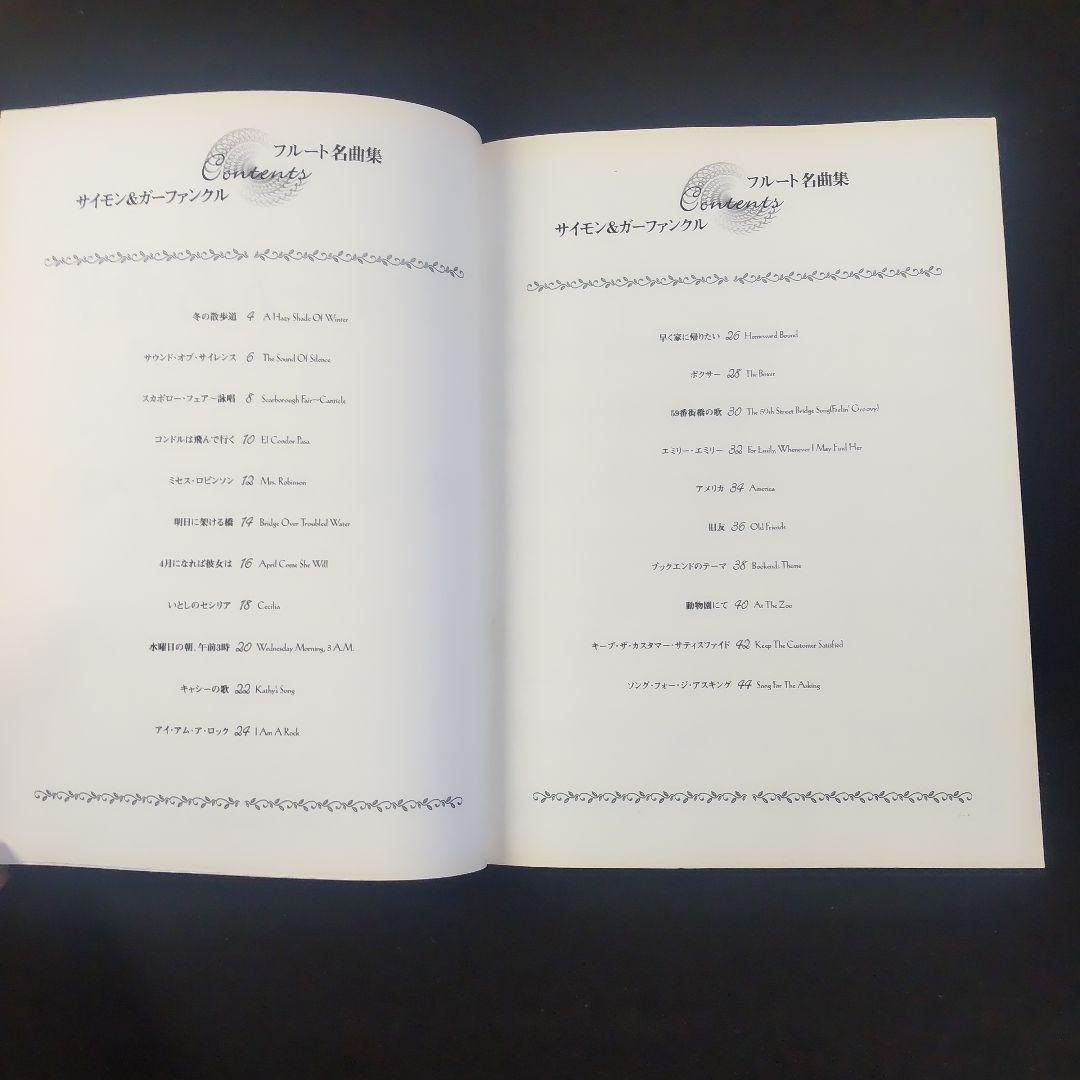 フルート名曲集
Contents
サイモン&ガーファンクル
冬の散歩道 4 A Hazy Shade Of Winter
サウンド・オブ・サイレンス 6 The Sound Of Silence
スカボロー・フェア～詠唱 8 Scarborough Fair～Canticle
コンドルは飛んで行く 10 El Condor Pasa
ミセス・ロビンソン 12 Mrs. Robinson
明日に架ける橋 14 Bridge Over Troubled Water
4月になれば彼女は 16 April Come She Will
いとしのセシリア 18 Cecilia
水曜日の朝、午前3時 20 Wednesday Morning, 3 A.M.
キャシーの歌 22 Kathy's Song
アイ・アム・ア・ロック 24 I Am A Rock
フルート名曲集
Contents
サイモン&ガーファンクル
早く家に帰りたい 26 Homeward Bound
ボクサー 28 The Boxer
59番街橋の歌 30 The 59th Street Bridge Song(Feelin' Groovy)
エミリー・エミリー 32 For Emily, Whenever I May Find Her
アメリカ 34 America
旧友 36 Old Friends
ブックエンドのテーマ 38 Bookends Theme
動物園にて 40 At The Zoo
キープ・ザ・カスタマー・サティスファイド 42 Keep The Customer Satisfied
ソング・フォー・ジ・アスキング 44 Song For The Asking